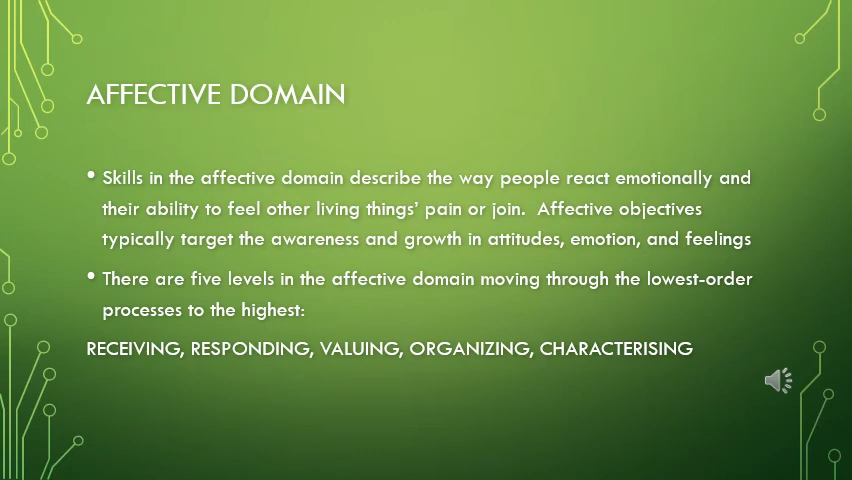 AFFECTIVE DOMAIN
• Skills in the affective domain describe the way people react emotionally and
their ability to feel other living things’ pain or join.  Affective objectives
typically target the awareness and growth in attitudes, emotion, and feelings
• There are five levels in the affective domain moving through the lowest-order
processes to the highest:
RECEIVING, RESPONDING, VALUING, ORGANIZING, CHARACTERISING